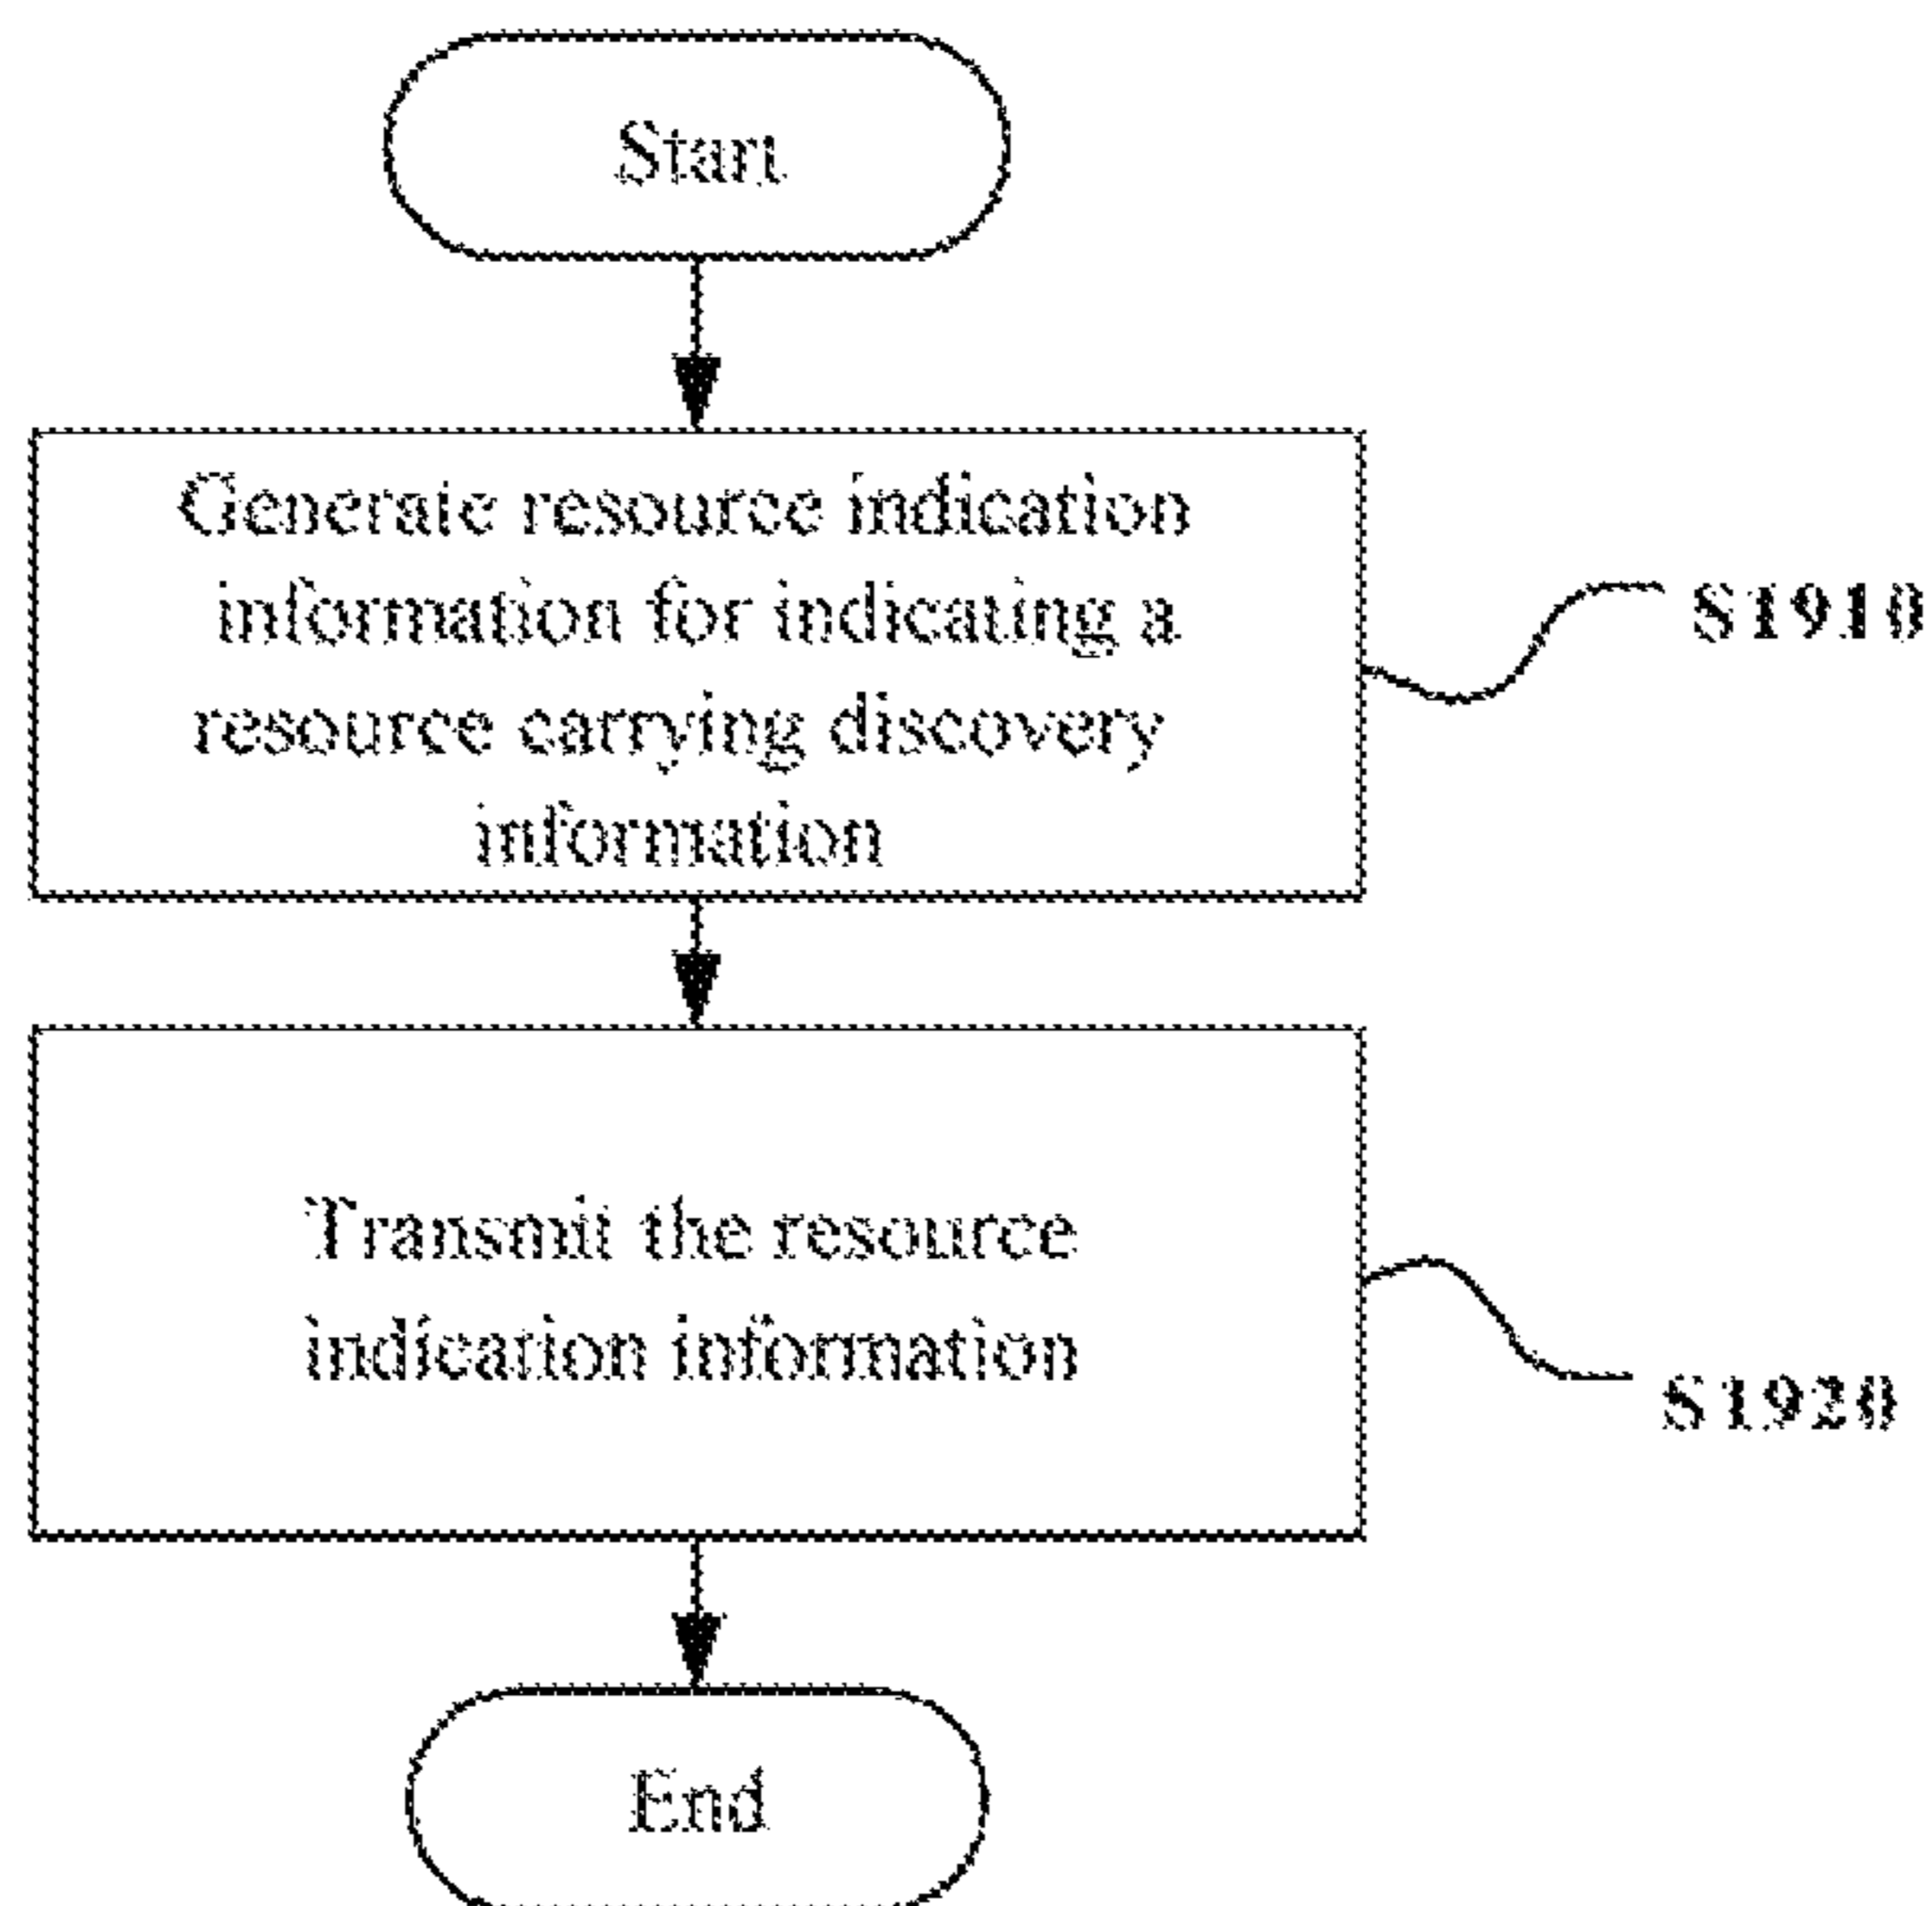 Start
Generate resource indication
information for indicating a
resource carrying discovery
information
S1910
Transmit the resource
indication information
S1920
End